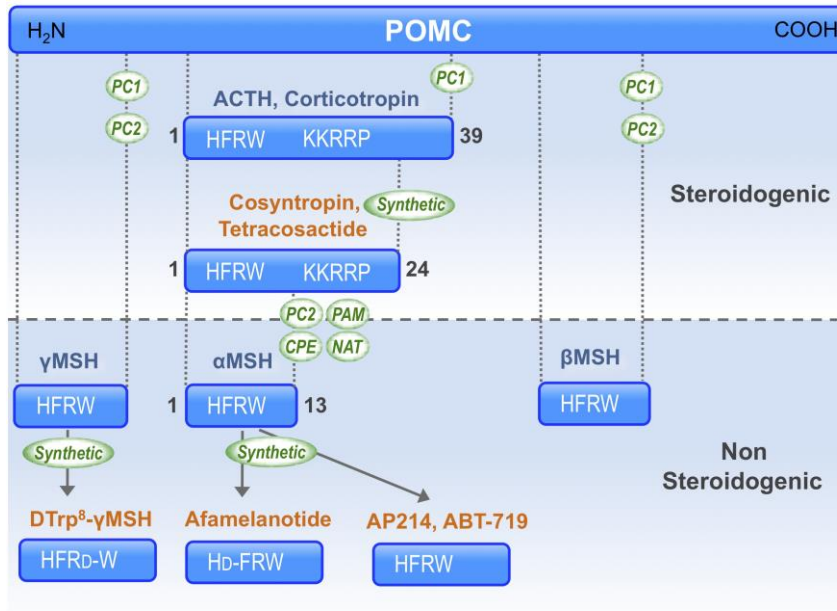 H₂N POMC COOH
PC1 PC1 PC1
ACTH, Corticotropin
PC2 PC2
1 HFRW KKRRP 39
Steroidogenic
Cosyntropin, Synthetic
Tetracosactide
1 HFRW KKRRP 24
PC2 PAM
CPE NAT
γMSH αMSH βMSH
HFRW 1 HFRW 13 HFRW
Synthetic Synthetic
Non
Steroidogenic
DTrp⁸-γMSH Afamelanotide AP214, ABT-719
HFRD-W HD-FRW HFRW